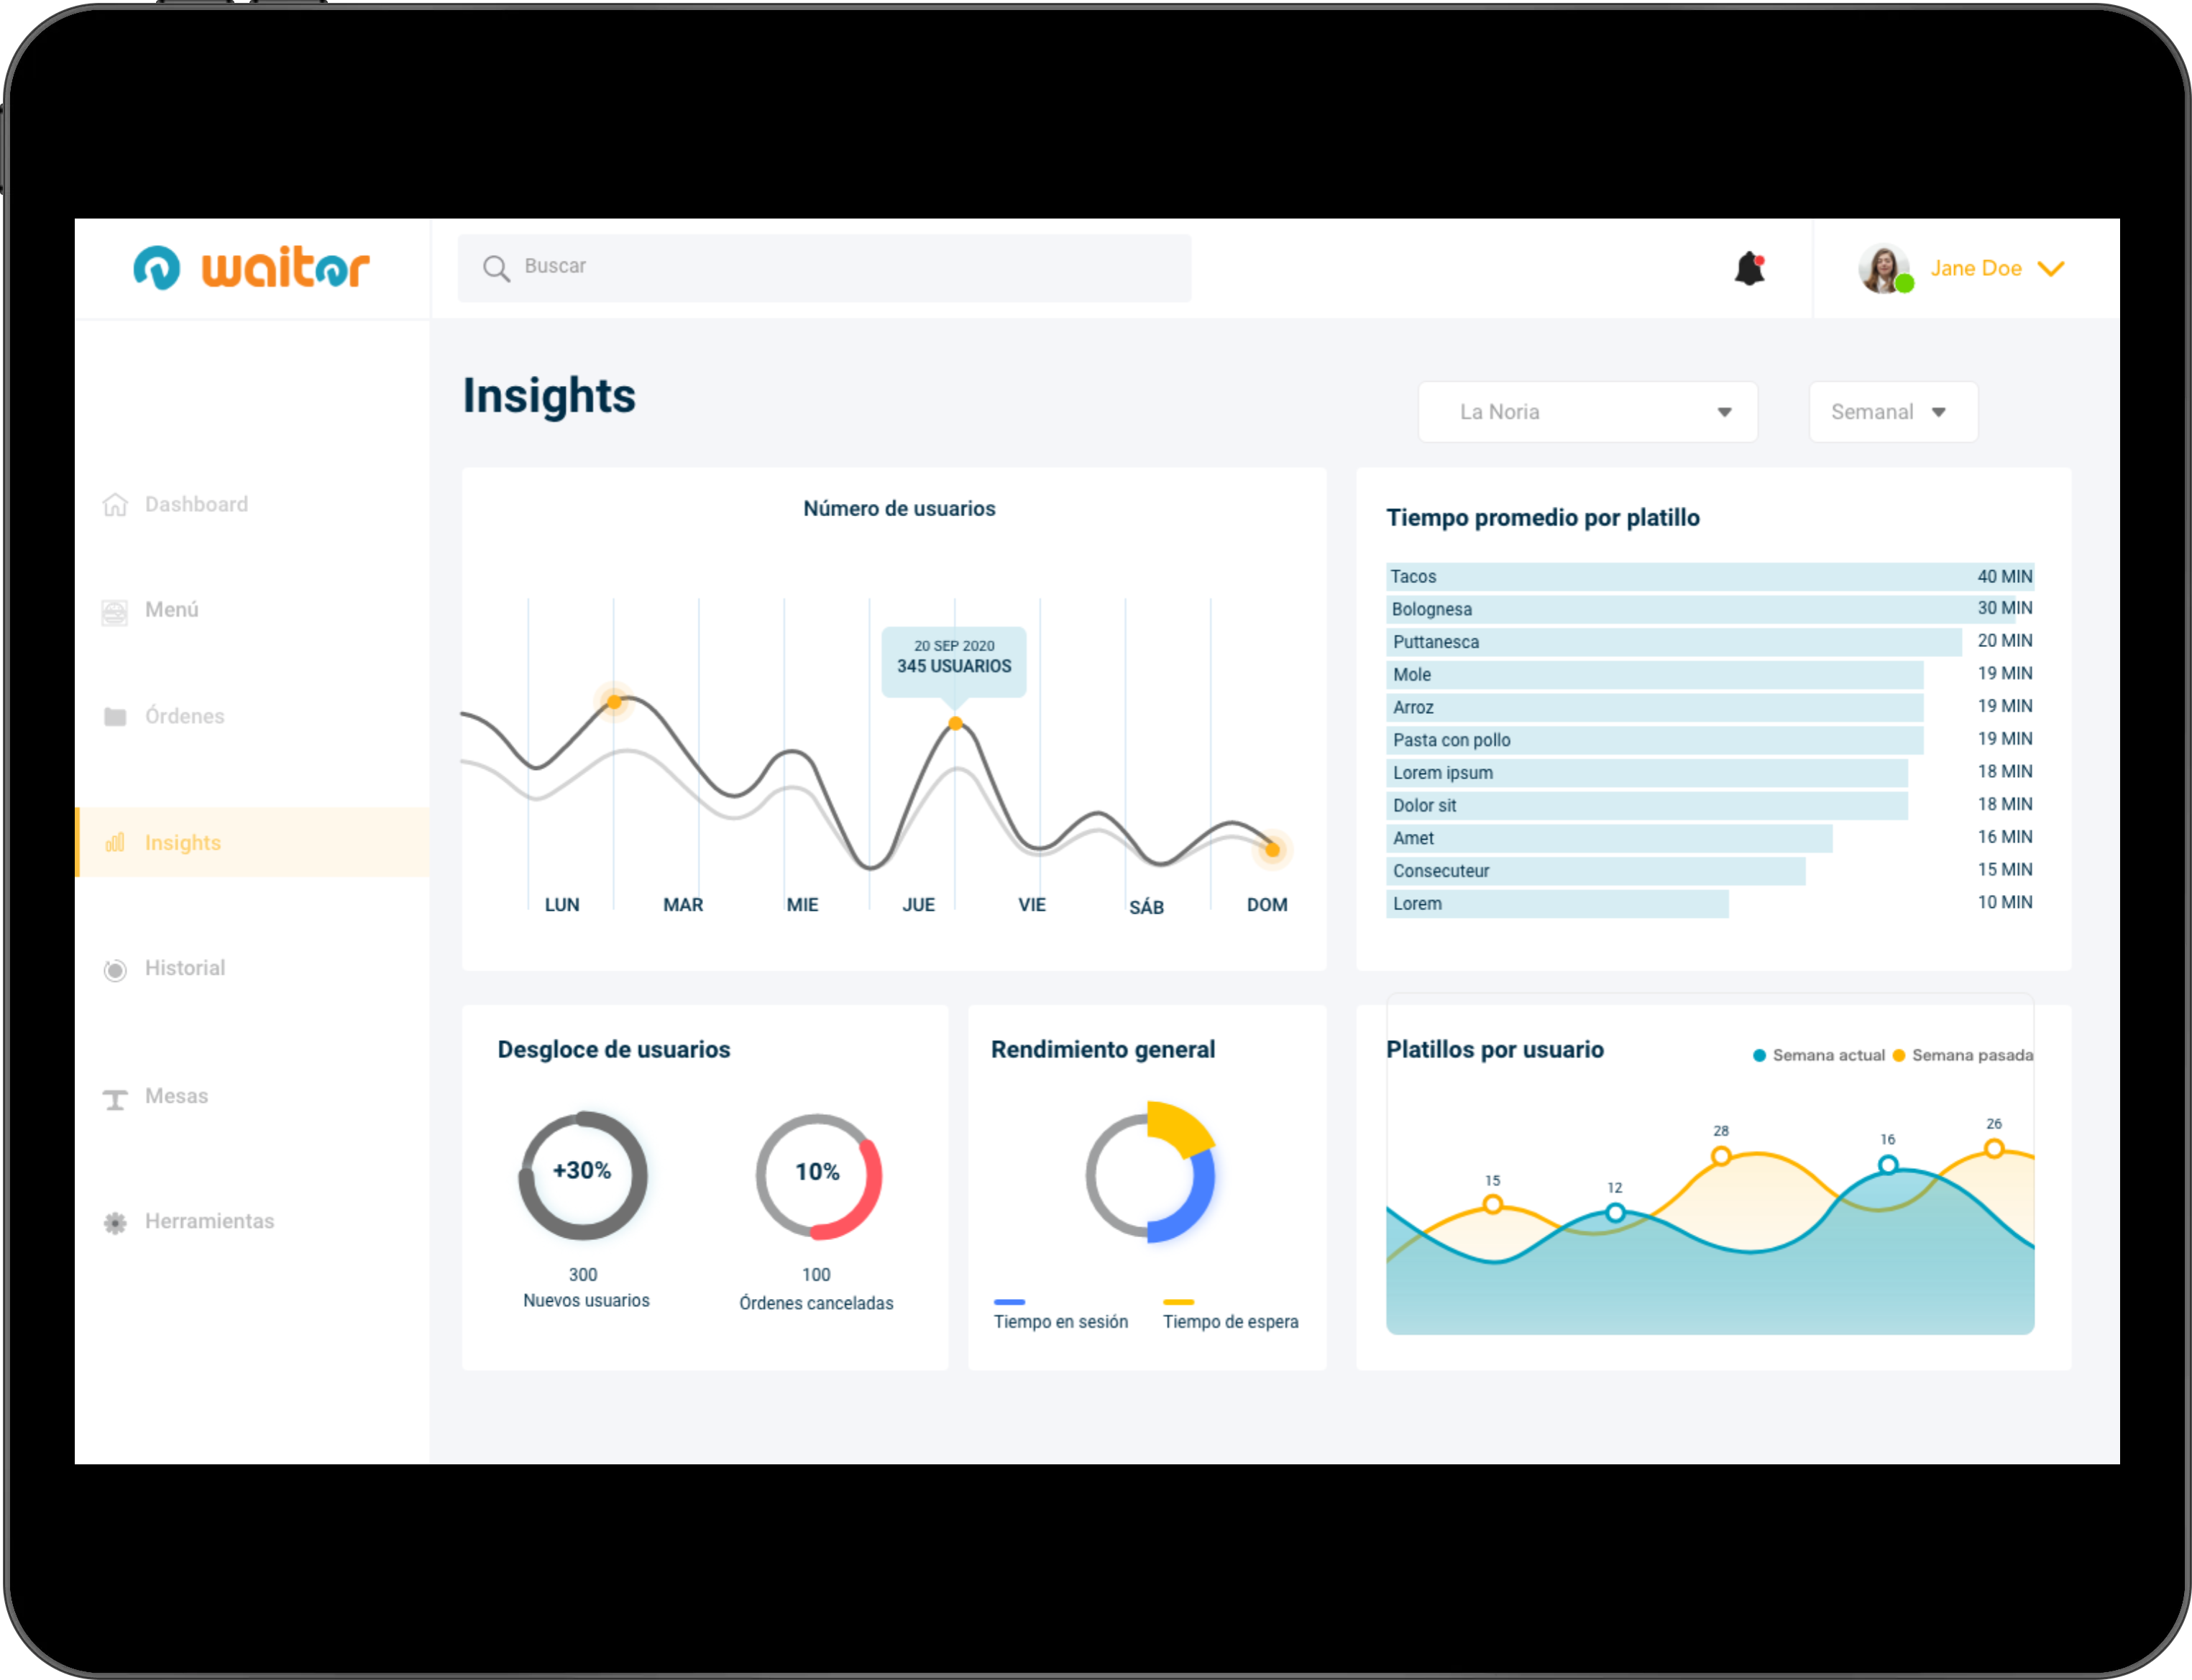 waitor
Buscar
Jane Doe
Insights
La Noria
Semanal
Dashboard
Menú
Órdenes
Insights
Historial
Mesas
Herramientas
Número de usuarios
20 SEP 2020
345 USUARIOS
LUN MAR MIE JUE VIE SÁB DOM
Tiempo promedio por platillo
Tacos 40 MIN
Bolognesa 30 MIN
Puttanesca 20 MIN
Mole 19 MIN
Arroz 19 MIN
Pasta con pollo 19 MIN
Lorem ipsum 18 MIN
Dolor sit 18 MIN
Amet 16 MIN
Consecuteur 15 MIN
Lorem 10 MIN
Desgloce de usuarios
+30%
300
Nuevos usuarios
10%
100
Órdenes canceladas
Rendimiento general
Tiempo en sesión
Tiempo de espera
Platillos por usuario
Semana actual
Semana pasada
15
12
28
16
26